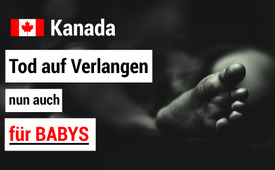 Kanada
Tod auf Verlangen
nun auch
für BABYS